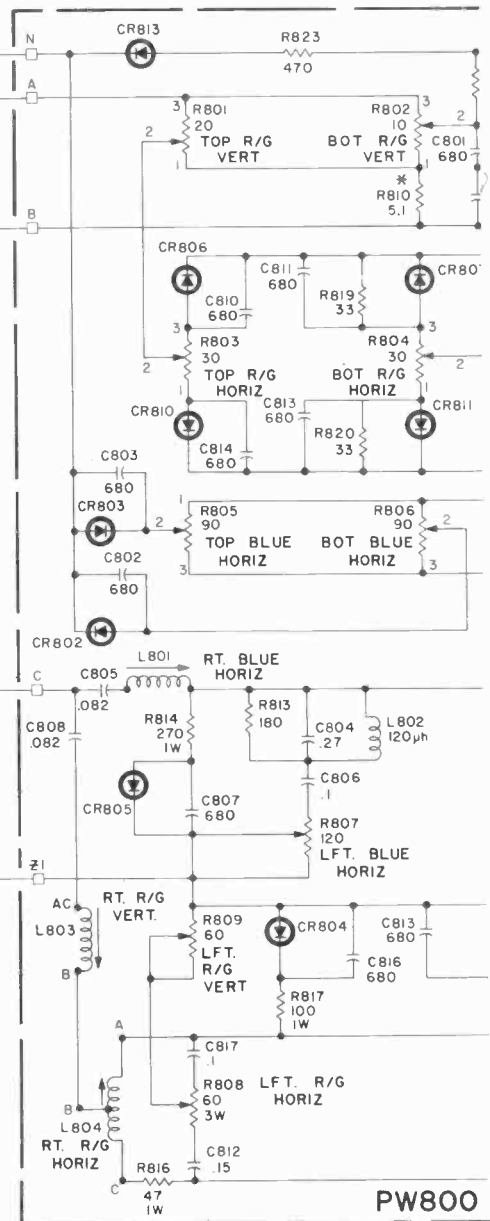 N
CR813
R823
470
A
3
R801
20
2
TOP R/G
VERT
1
3
R802
10
2
BOT R/G
VERT
1
C801
680
*
R810
5.1
B
CR806
C810
680
C811
680
R819
33
CR807
3
R803
30
2
TOP R/G
HORIZ
1
3
R804
30
BOT R/G
HORIZ
1
CR810
C814
680
C813
680
R820
33
CR811
C803
680
CR803
1
R805
90
2
TOP BLUE
HORIZ
3
R806
90
2
BOT BLUE
HORIZ
3
C802
680
CR802
C
C805
.082
L801
RT. BLUE
HORIZ
C808
.082
R814
270
1W
R813
180
C804
.27
L802
120µh
CR805
C807
680
C806
.1
R807
120
LFT. BLUE
HORIZ
Z1
AC
RT. R/G
VERT.
L803
B
R809
60
LFT.
R/G
VERT
CR804
C816
680
C813
680
R817
100
1W
A
C817
.1
R808
60
3W
LFT. R/G
HORIZ
B
L804
RT. R/G
HORIZ
C812
.15
C
R816
47
1W
PW800